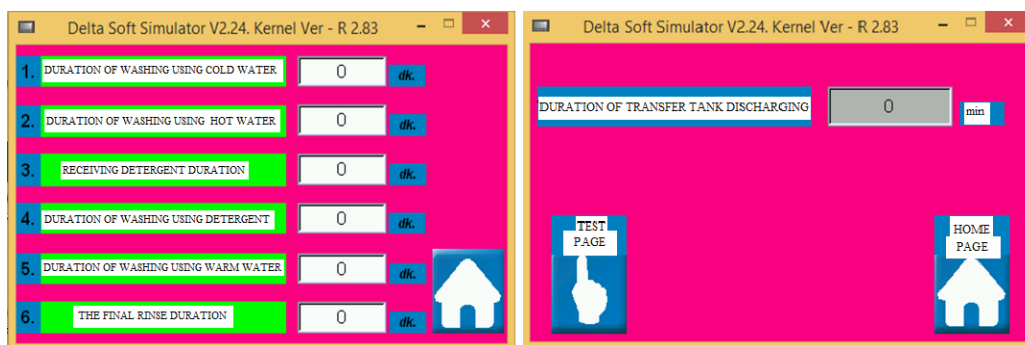 Delta Soft Simulator V2.24. Kernel Ver - R 2.83
1. DURATION OF WASHING USING COLD WATER 0 dk.
2. DURATION OF WASHING USING HOT WATER 0 dk.
3. RECEIVING DETERGENT DURATION 0 dk.
4. DURATION OF WASHING USING DETERGENT 0 dk.
5. DURATION OF WASHING USING WARM WATER 0 dk.
6. THE FINAL RINSE DURATION 0 dk.
Delta Soft Simulator V2.24. Kernel Ver - R 2.83
DURATION OF TRANSFER TANK DISCHARGING 0 min
TEST
PAGE
HOME
PAGE